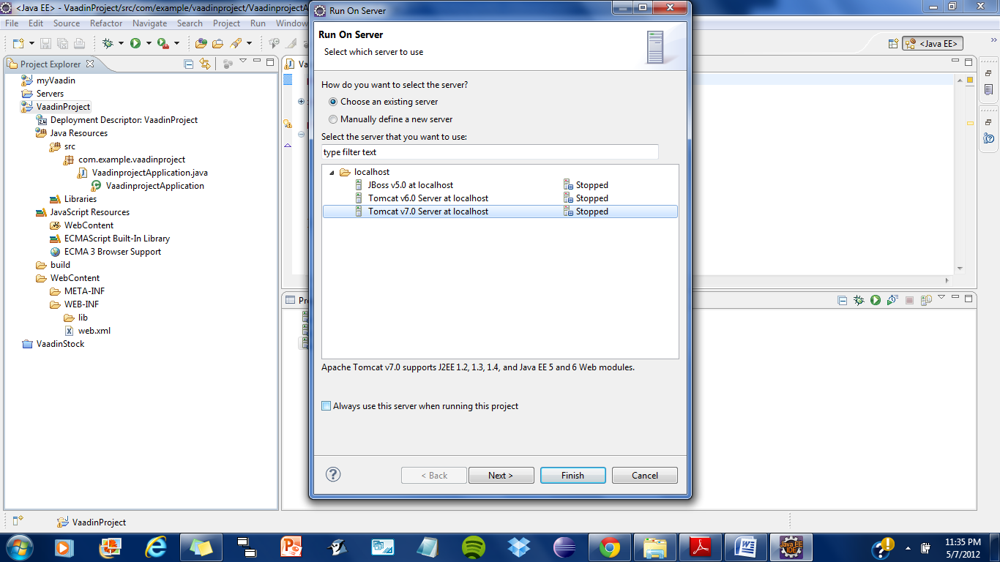 <Java EE> - VaadinProject/src/com/example/vaadinproject/VaadinprojectA
File Edit Source Refactor Navigate Search Project Run Window
<Java EE>
Project Explorer
myVaadin
Servers
VaadinProject
Deployment Descriptor: VaadinProject
Java Resources
src
com.example.vaadinproject
VaadinprojectApplication.java
VaadinprojectApplication
Libraries
JavaScript Resources
WebContent
ECMAScript Built-In Library
ECMA 3 Browser Support
build
WebContent
META-INF
WEB-INF
lib
web.xml
VaadinStock
Va
Pr
Run On Server
Run On Server
Select which server to use
How do you want to select the server?
Choose an existing server
Manually define a new server
Select the server that you want to use:
type filter text
localhost
JBoss v5.0 at localhost Stopped
Tomcat v6.0 Server at localhost Stopped
Tomcat v7.0 Server at localhost Stopped
Apache Tomcat v7.0 supports J2EE 1.2, 1.3, 1.4, and Java EE 5 and 6 Web modules.
Always use this server when running this project
< Back Next > Finish Cancel
VaadinProject
Java EE
IDE
11:35 PM
5/7/2012